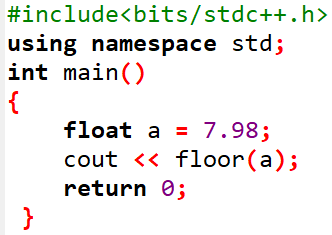 #include<bits/stdc++.h>
using namespace std;
int main()
{
    float a = 7.98;
    cout << floor(a);
    return 0;
 }